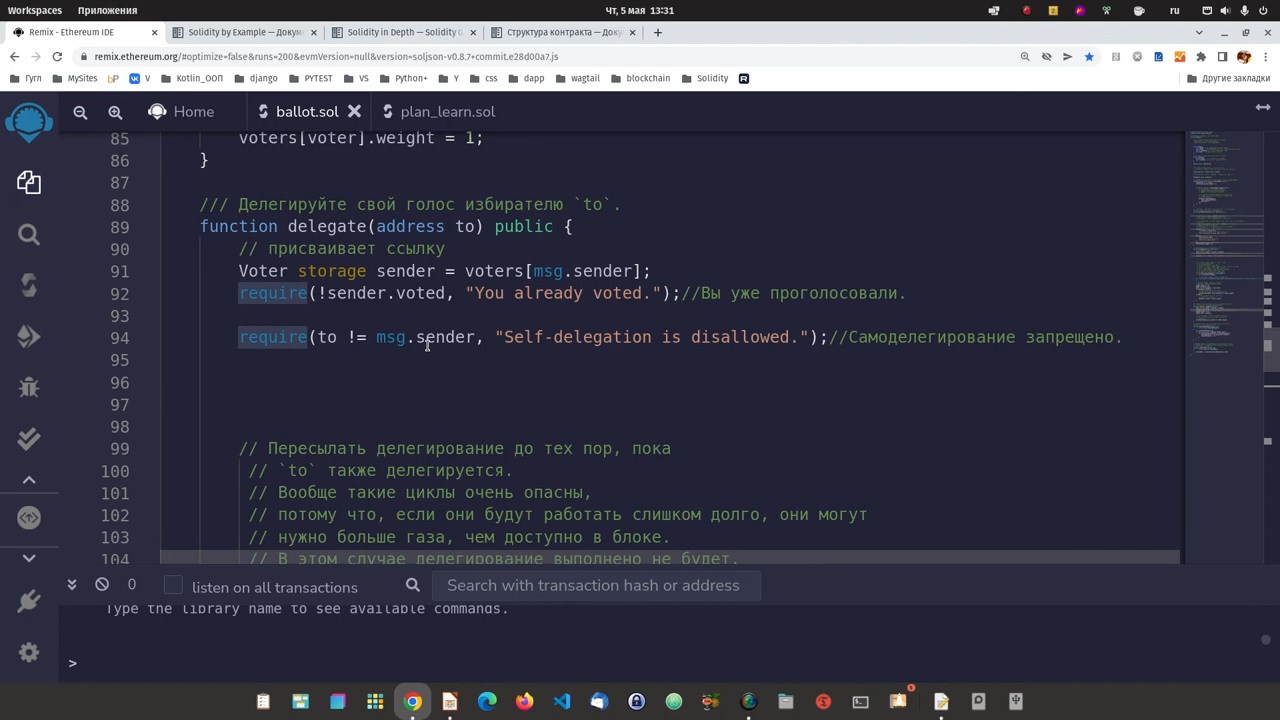 Workspaces Приложения Чт, 5 мая 13:31 ru
Remix - Ethereum IDE Solidity by Example — Докум Solidity in Depth — Solidity Структура контракта — Доку
remix.ethereum.org/#optimize=false&runs=200&evmVersion=null&version=soljson-v0.8.7+commit.e28d00a7.js
Гугл MySites V Kotlin_ООП django PYTEST VS Python+ Y css dapp wagtail blockchain Solidity Другие закладки
Home ballot.sol plan_learn.sol
85 voters[voter].weight = 1;
86 }
87
88 /// Делегируйте свой голос избирателю `to`.
89 function delegate(address to) public {
90 // присваивает ссылку
91 Voter storage sender = voters[msg.sender];
92 require(!sender.voted, "You already voted.");//Вы уже проголосовали.
93
94 require(to != msg.sender, "Self-delegation is disallowed.");//Самоделегирование запрещено.
95
96
97
98
99 // Пересылать делегирование до тех пор, пока
100 // `to` также делегируется.
101 // Вообще такие циклы очень опасны,
102 // потому что, если они будут работать слишком долго, они могут
103 // нужно больше газа, чем доступно в блоке.
104 // В этом случае делегирование выполнено не будет.
0 listen on all transactions Search with transaction hash or address
Type the library name to see available commands.
>